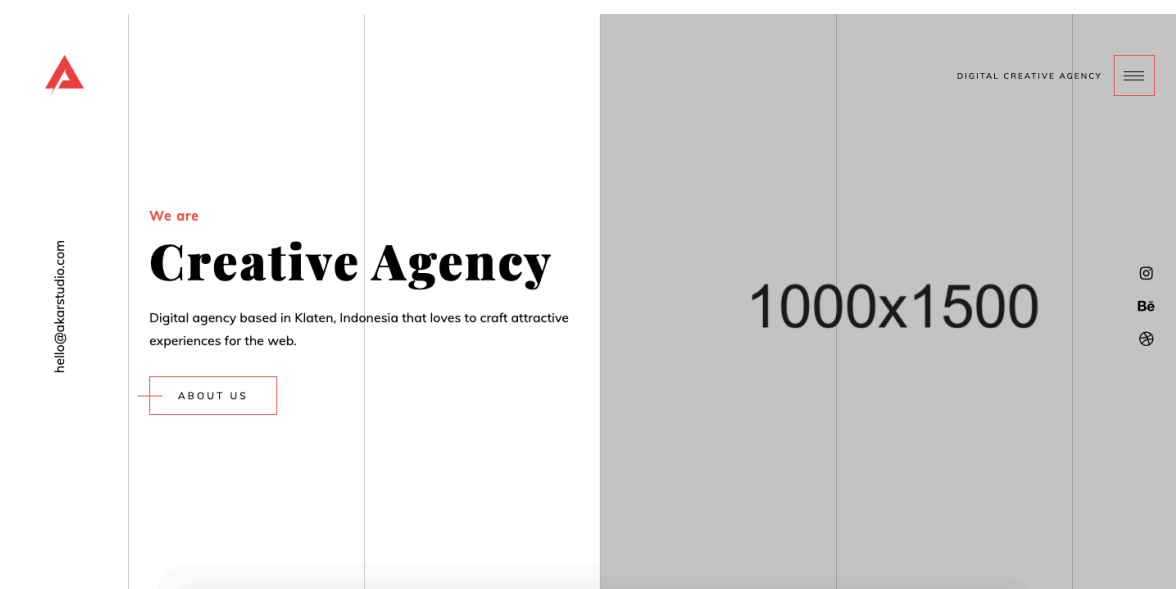 DIGITAL CREATIVE AGENCY
We are
Creative Agency
Digital agency based in Klaten, Indonesia that loves to craft attractive
experiences for the web.
ABOUT US
hello@akarstudio.com
1000x1500
Bē